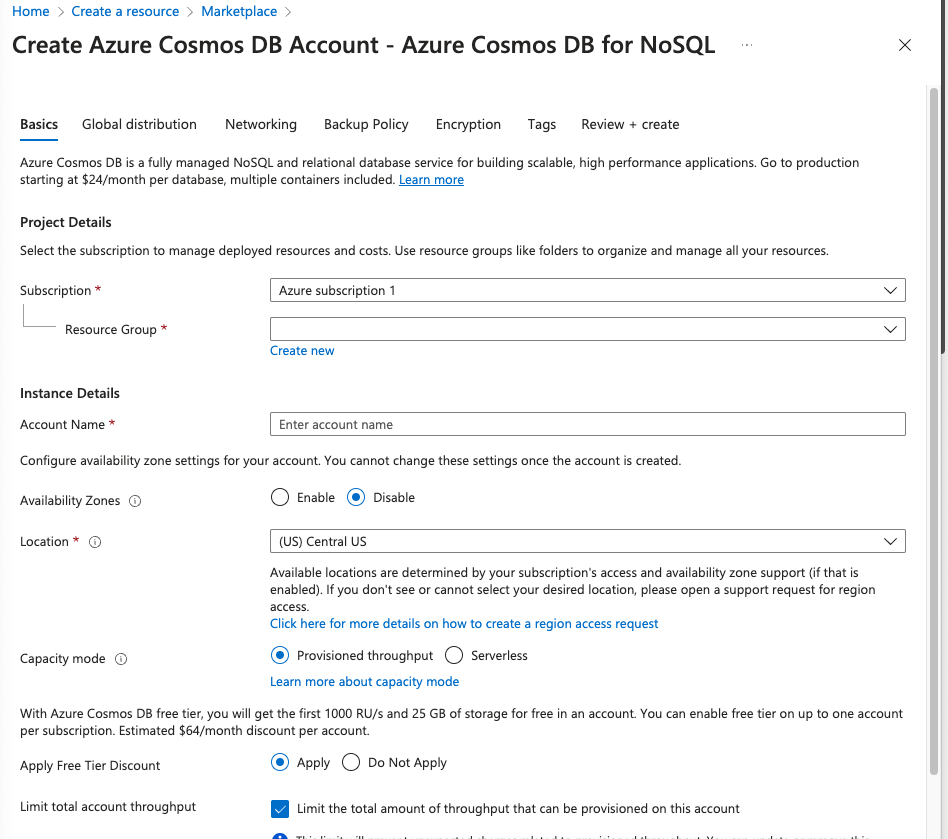 Home > Create a resource > Marketplace >
Create Azure Cosmos DB Account - Azure Cosmos DB for NoSQL ...
Basics Global distribution Networking Backup Policy Encryption Tags Review + create
Azure Cosmos DB is a fully managed NoSQL and relational database service for building scalable, high performance applications. Go to production
starting at $24/month per database, multiple containers included. Learn more
Project Details
Select the subscription to manage deployed resources and costs. Use resource groups like folders to organize and manage all your resources.
Subscription * Azure subscription 1
Resource Group *
Create new
Instance Details
Account Name * Enter account name
Configure availability zone settings for your account. You cannot change these settings once the account is created.
Availability Zones Enable Disable
Location * (US) Central US
Available locations are determined by your subscription's access and availability zone support (if that is
enabled). If you don't see or cannot select your desired location, please open a support request for region
access.
Click here for more details on how to create a region access request
Capacity mode Provisioned throughput Serverless
Learn more about capacity mode
With Azure Cosmos DB free tier, you will get the first 1000 RU/s and 25 GB of storage for free in an account. You can enable free tier on up to one account
per subscription. Estimated $64/month discount per account.
Apply Free Tier Discount Apply Do Not Apply
Limit total account throughput Limit the total amount of throughput that can be provisioned on this account